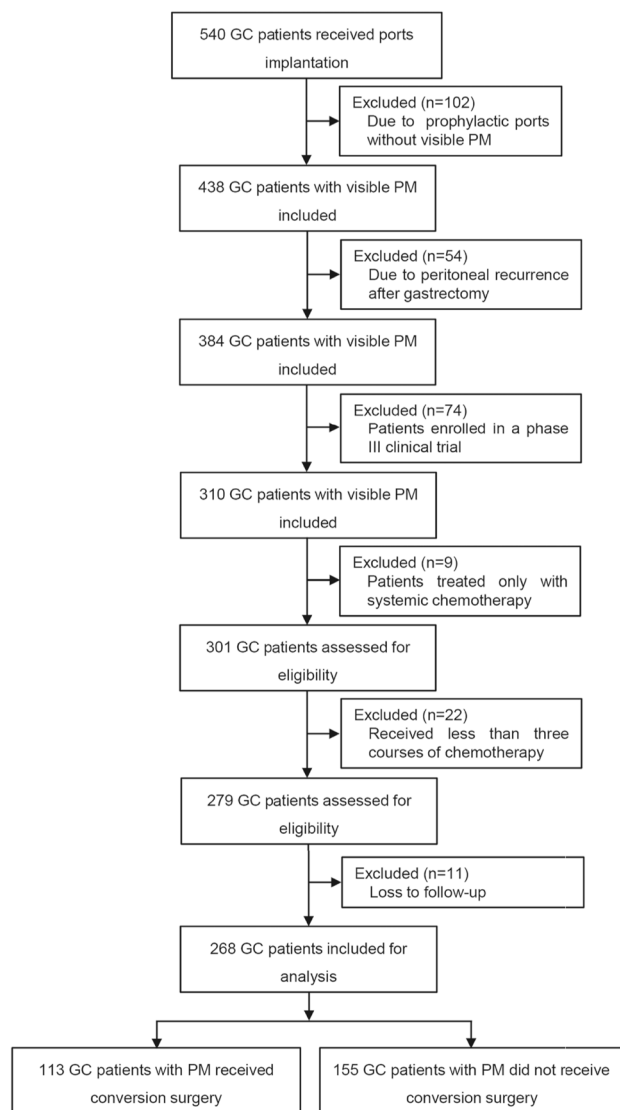 540 GC patients received ports
implantation
Excluded (n=102)
Due to prophylactic ports
without visible PM
438 GC patients with visible PM
included
Excluded (n=54)
Due to peritoneal recurrence
after gastrectomy
384 GC patients with visible PM
included
Excluded (n=74)
Patients enrolled in a phase
III clinical trial
310 GC patients with visible PM
included
Excluded (n=9)
Patients treated only with
systemic chemotherapy
301 GC patients assessed for
eligibility
Excluded (n=22)
Received less than three
courses of chemotherapy
279 GC patients assessed for
eligibility
Excluded (n=11)
Loss to follow-up
268 GC patients included for
analysis
113 GC patients with PM received
conversion surgery
155 GC patients with PM did not receive
conversion surgery